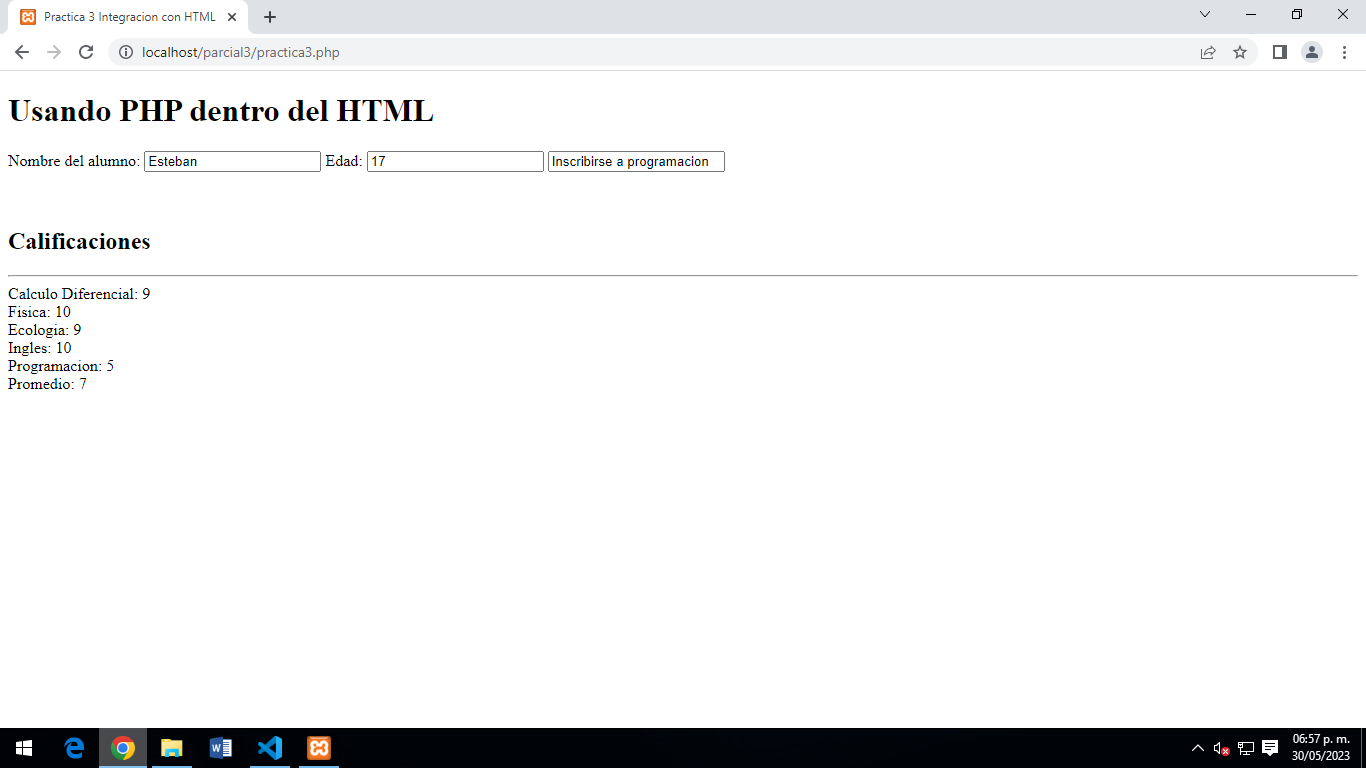 Practica 3 Integracion con HTML
localhost/parcial3/practica3.php
Usando PHP dentro del HTML
Nombre del alumno: Esteban Edad: 17 Inscribirse a programacion
Calificaciones
Calculo Diferencial: 9
Fisica: 10
Ecologia: 9
Ingles: 10
Programacion: 5
Promedio: 7
06:57 p. m.
30/05/2023